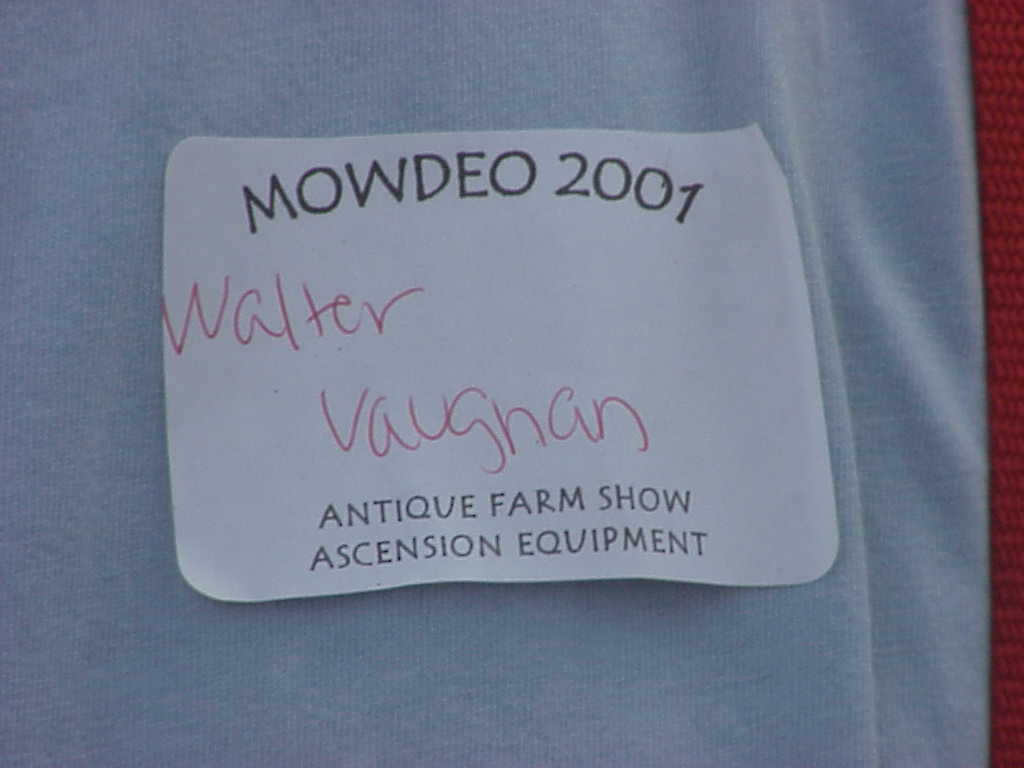 MOWDEO 2001
Walter
Vaughan
ANTIQUE FARM SHOW
ASCENSION EQUIPMENT